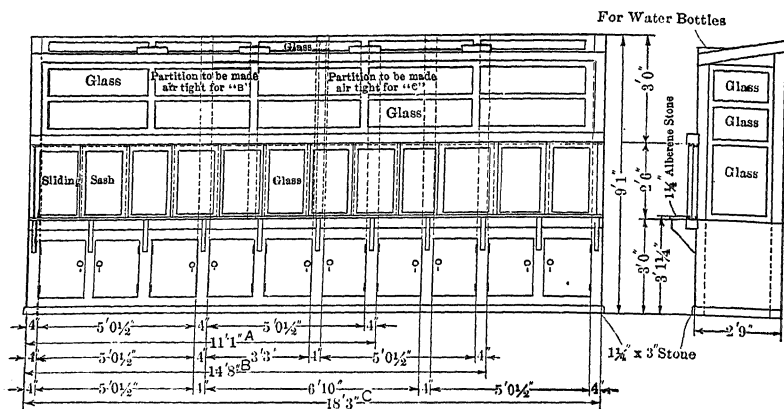 For Water Bottles
Glass
Glass
Partition to be made
air tight for "B"
Partition to be made
air tight for "C"
Glass
Glass
Glass
Glass
Slidin
Sash
Glass
3'0"
9'1"
2'6"
3'0"
1¼" Alberene Stone
3'11¼"
2'9"
1¼" x 3" Stone
4" 5'0½" 4" 5'0½" 4"
11'1" A
4" 5'0½" 4" 3'3" 4" 5'0½" 4"
14'8" B
4" 5'0½" 4" 6'10" 4" 5'0½" 4"
18'3" C